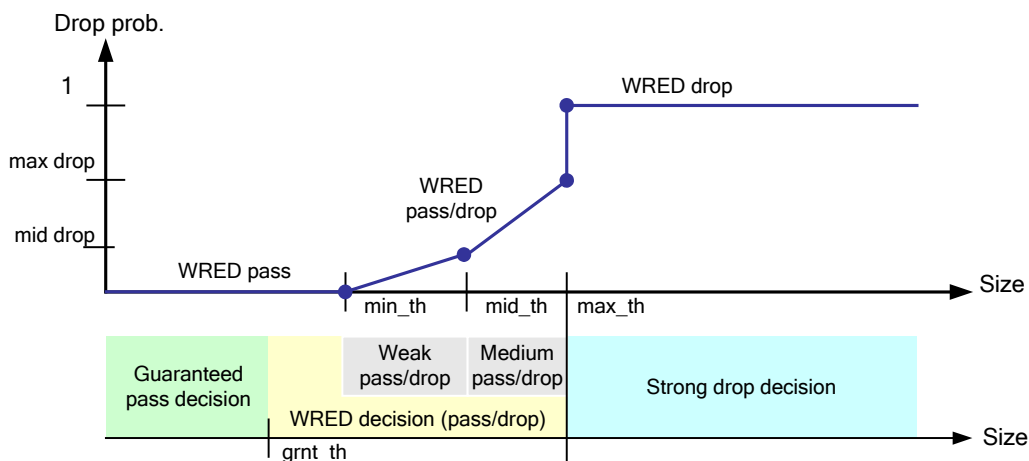 Drop prob.
1
WRED drop
max drop
WRED
pass/drop
mid drop
WRED pass
Size
min_th
mid_th
max_th
Weak
pass/drop
Medium
pass/drop
Guaranteed
pass decision
Strong drop decision
WRED decision (pass/drop)
Size
grnt_th